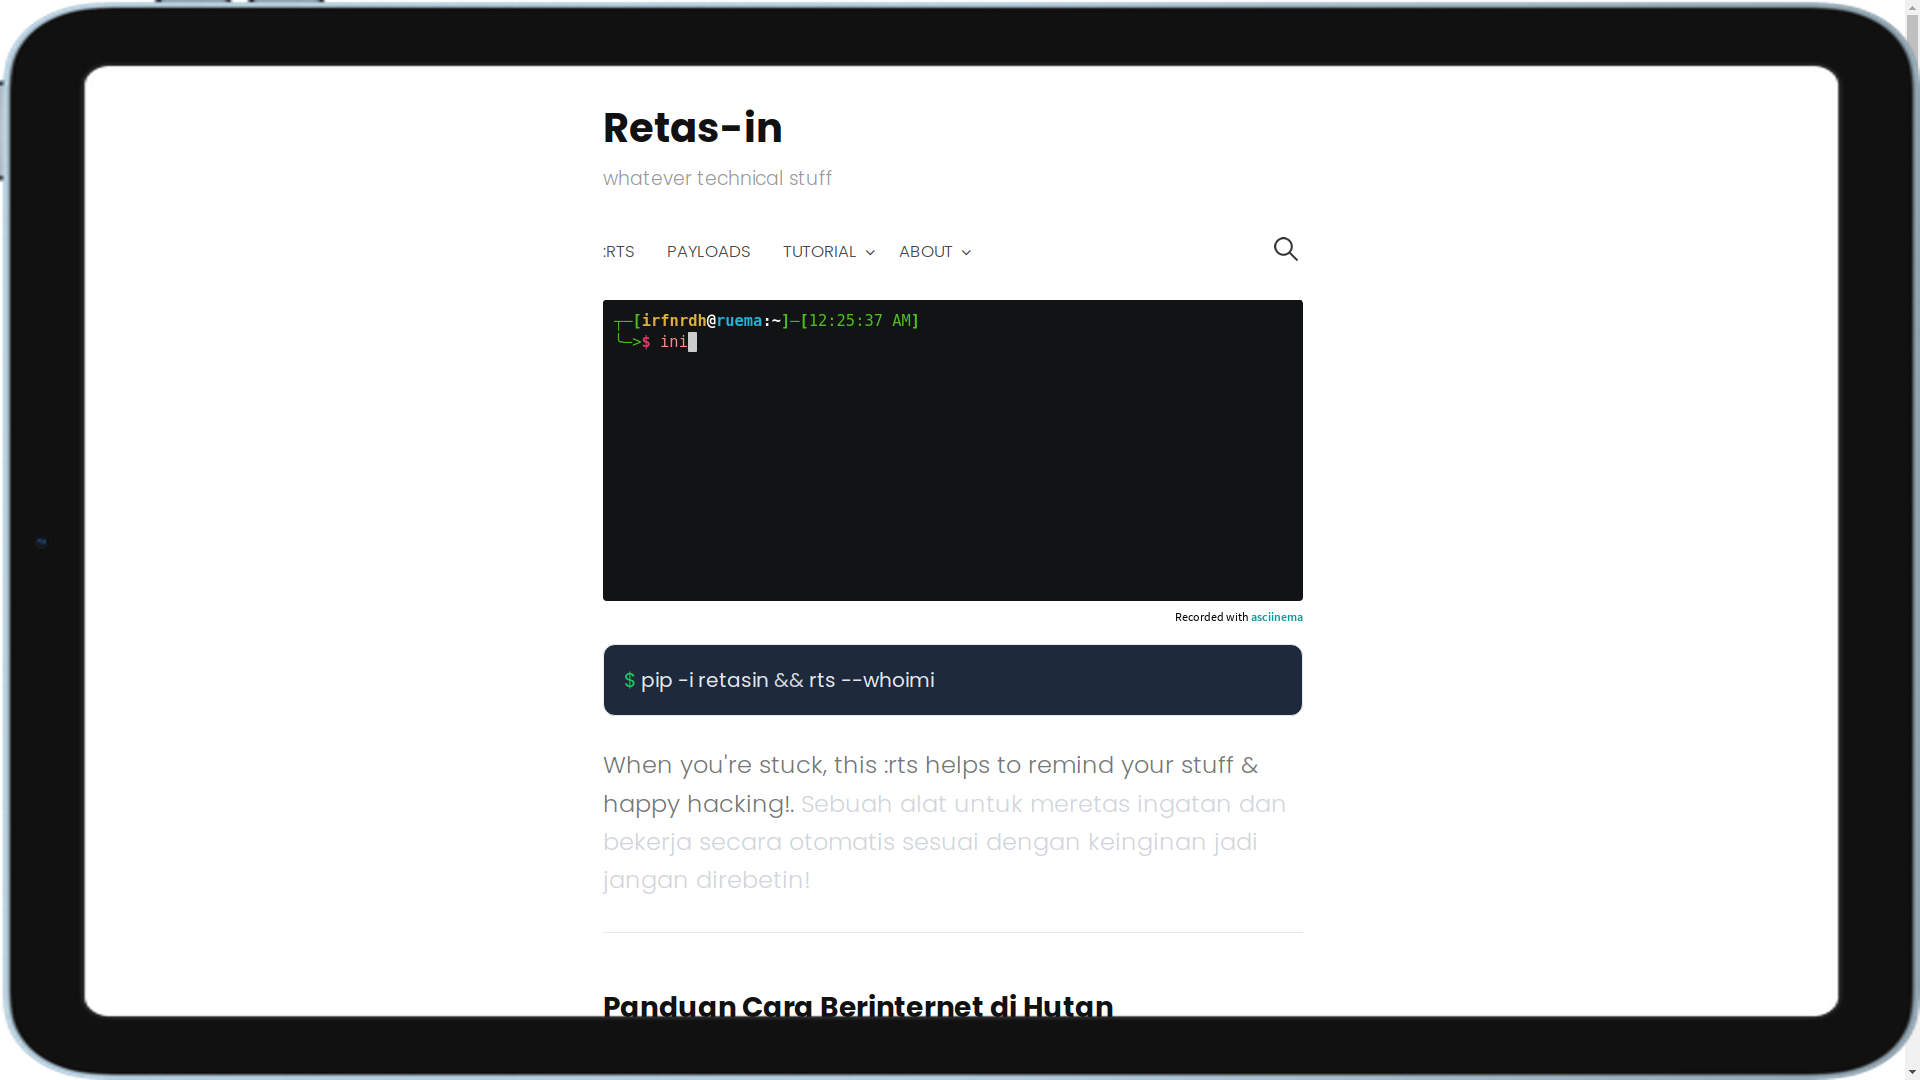 Retas-in
whatever technical stuff
:RTS PAYLOADS TUTORIAL ABOUT
┬─[irfnrdh@ruema:~]─[12:25:37 AM]
╰─>$ ini
Recorded with asciinema
$ pip -i retasin && rts --whoimi
When you're stuck, this :rts helps to remind your stuff &
happy hacking!. Sebuah alat untuk meretas ingatan dan
bekerja secara otomatis sesuai dengan keinginan jadi
jangan direbetin!
Panduan Cara Berinternet di Hutan